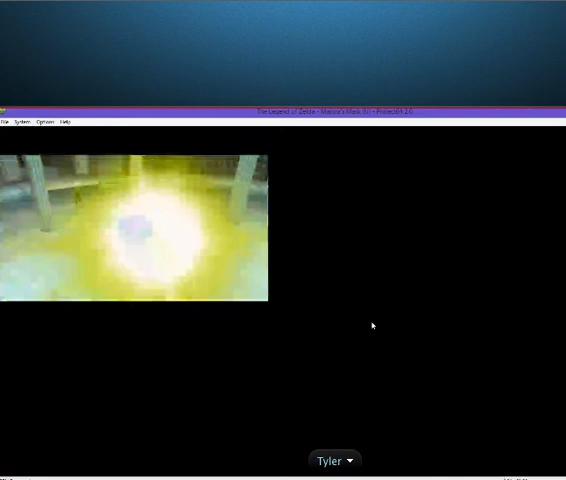 The Legend of Zelda - Majora's Mask (U) - Project64 2.0
File System Options Help
Tyler